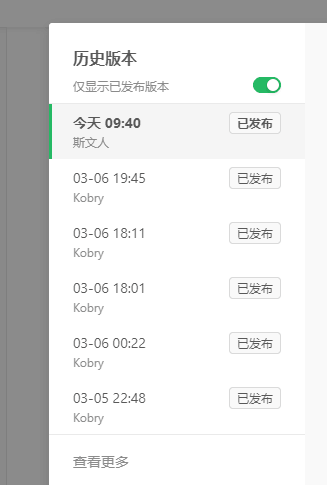 历史版本
仅显示已发布版本
今天 09:40 已发布
斯文人
03-06 19:45 已发布
Kobry
03-06 18:11 已发布
Kobry
03-06 18:01 已发布
Kobry
03-06 00:22 已发布
Kobry
03-05 22:48 已发布
Kobry
查看更多